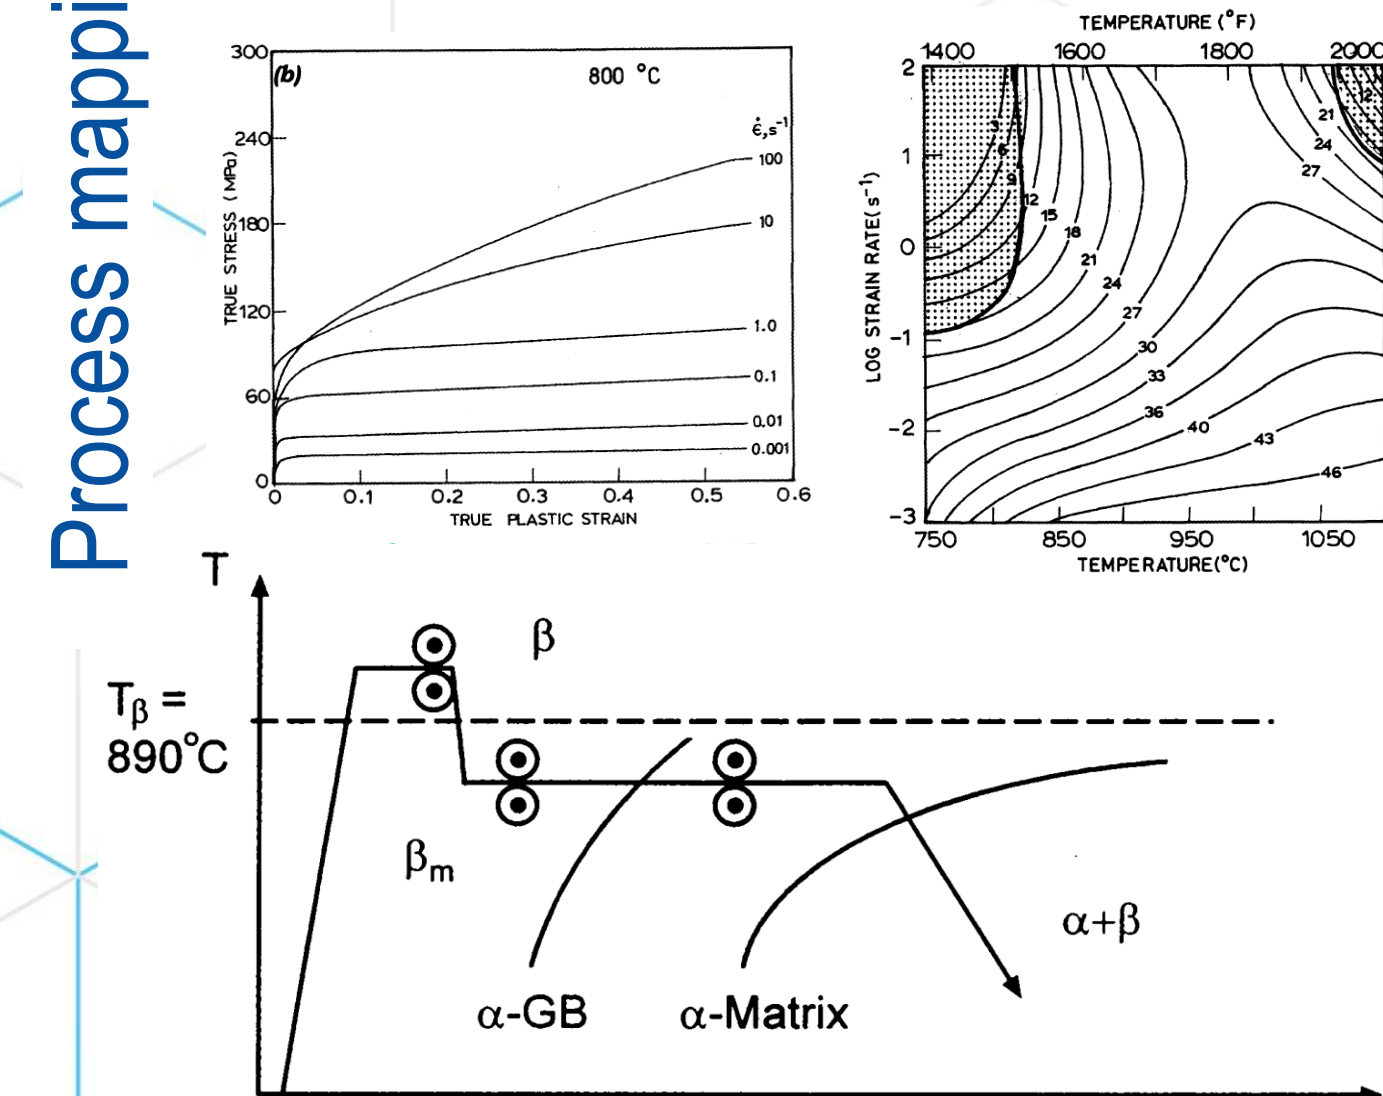 Process mappi
300
(b)
800 °C
ε̇,s⁻¹
240
100
180
10
120
1.0
60
0.1
0.01
0.001
0
0 0.1 0.2 0.3 0.4 0.5 0.6
TRUE STRESS (MPa)
TRUE PLASTIC STRAIN
TEMPERATURE (°F)
1400 1600 1800 2000
2
1
0
-1
-2
-3
LOG STRAIN RATE(s⁻¹)
3
6
9
12
15
18
21
24
27
30
33
36
40
43
46
12
21
24
27
750 850 950 1050
TEMPERATURE(°C)
T
β
Tβ =
890°C
βm
α+β
α-GB α-Matrix